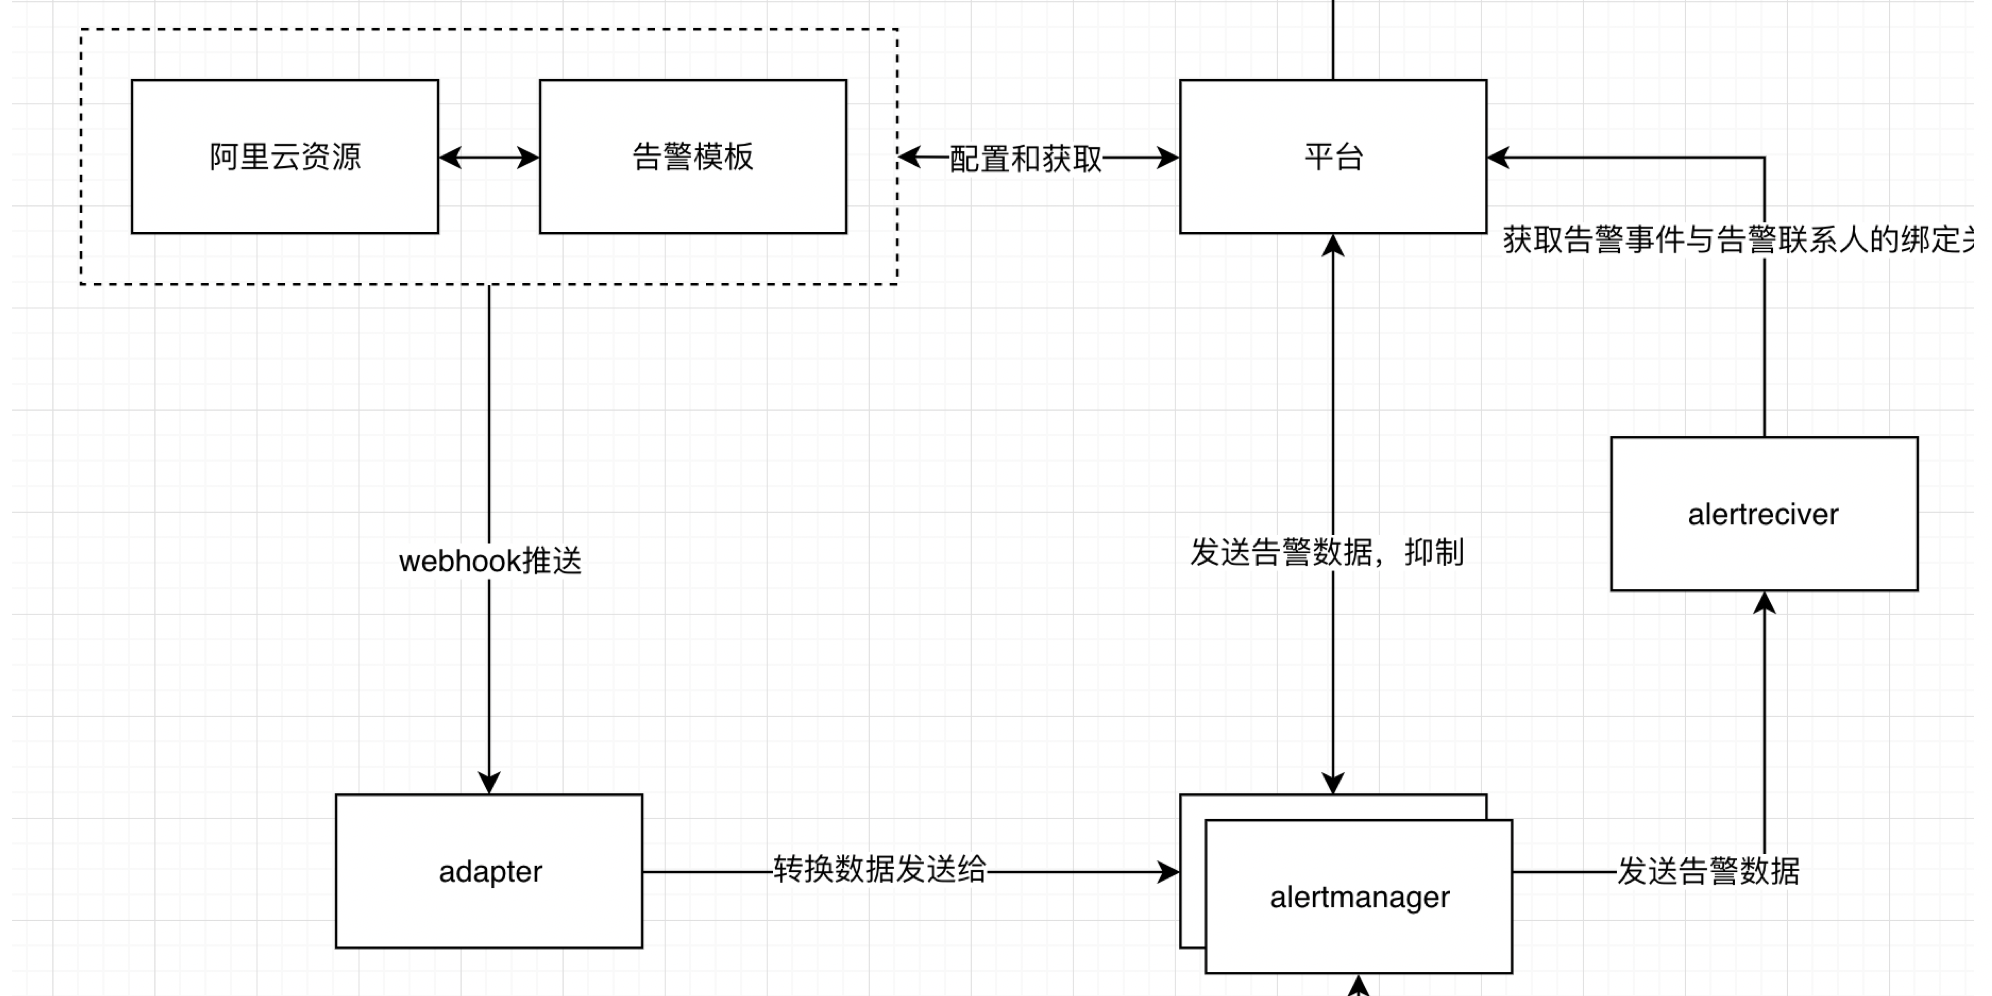 阿里云资源
告警模板
配置和获取
平台
获取告警事件与告警联系人的绑定
alertreciver
webhook推送
发送告警数据，抑制
adapter
转换数据发送给
alertmanager
发送告警数据